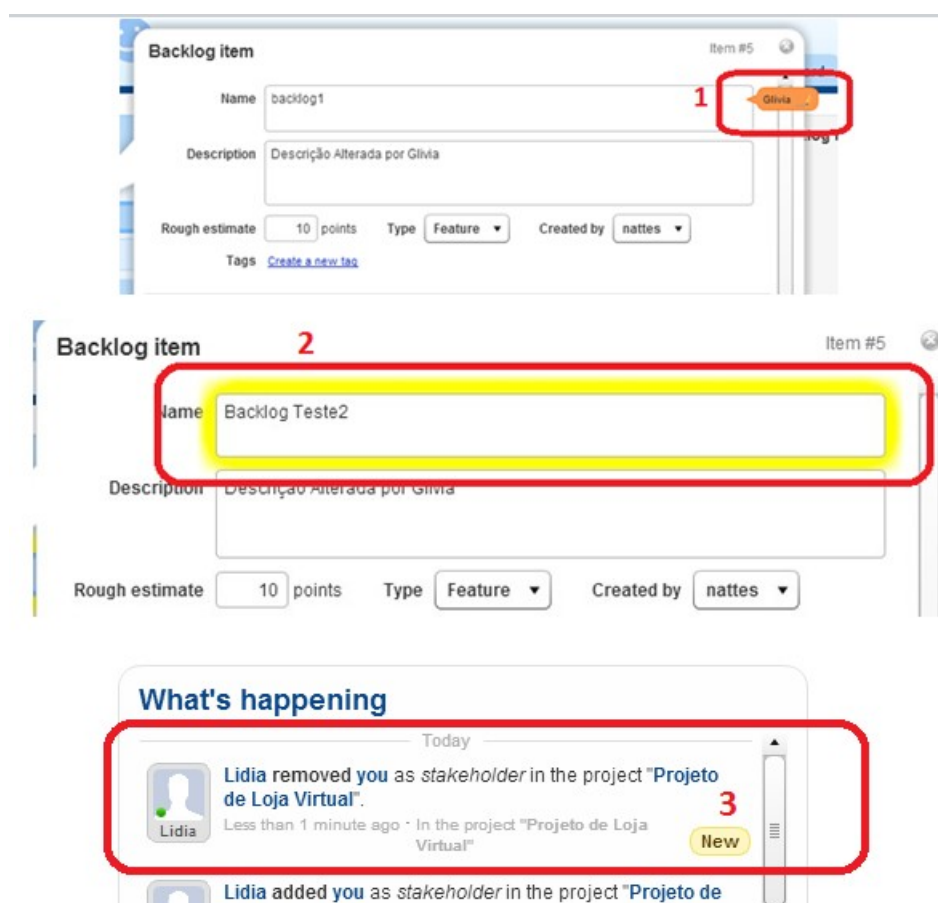 Backlog item
Item #5
Name
backlog1
1
Glivia
Description
Descrição Alterada por Glivia
Rough estimate 10 points Type Feature Created by nattes
Tags Create a new tag
Backlog item
2
Item #5
Name
Backlog Teste2
Description
Descrição Alterada por Glivia
Rough estimate 10 points Type Feature Created by nattes
What's happening
Today
Lidia removed you as stakeholder in the project "Projeto
de Loja Virtual".
Less than 1 minute ago · In the project "Projeto de Loja
Virtual"
3
New
Lidia
Lidia added you as stakeholder in the project "Projeto de